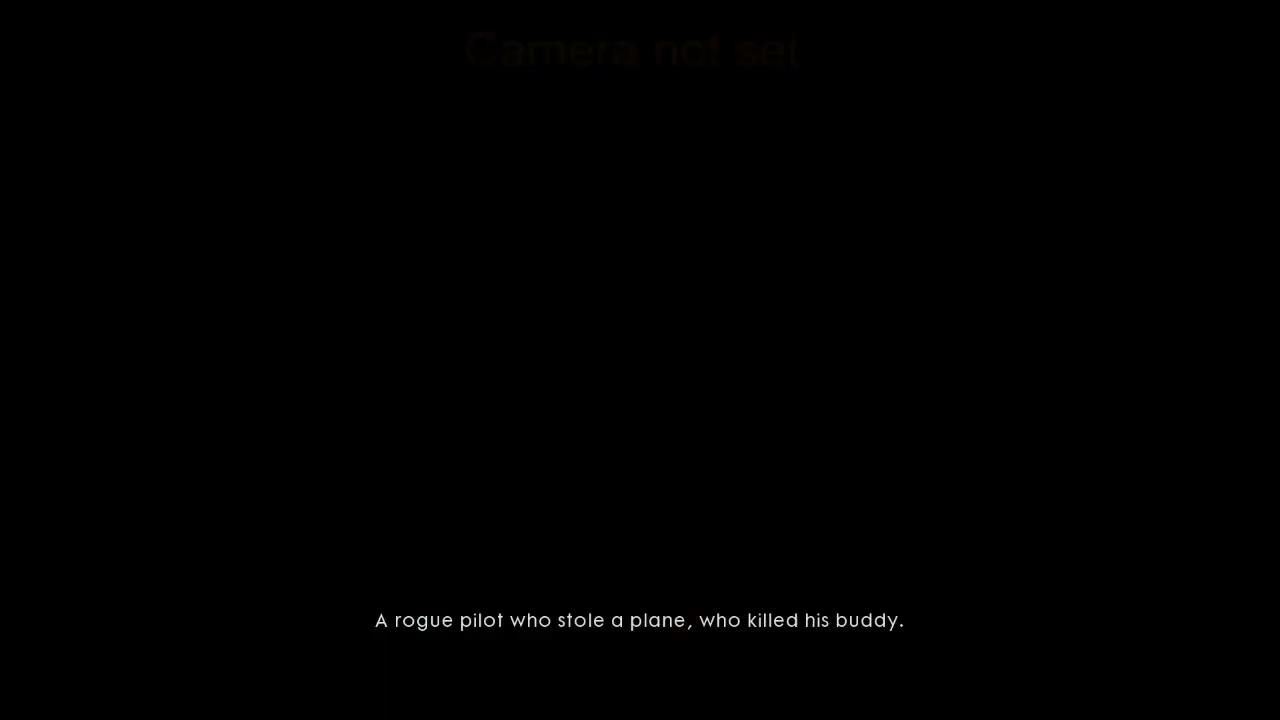 Camera not set
A rogue pilot who stole a plane, who killed his buddy.